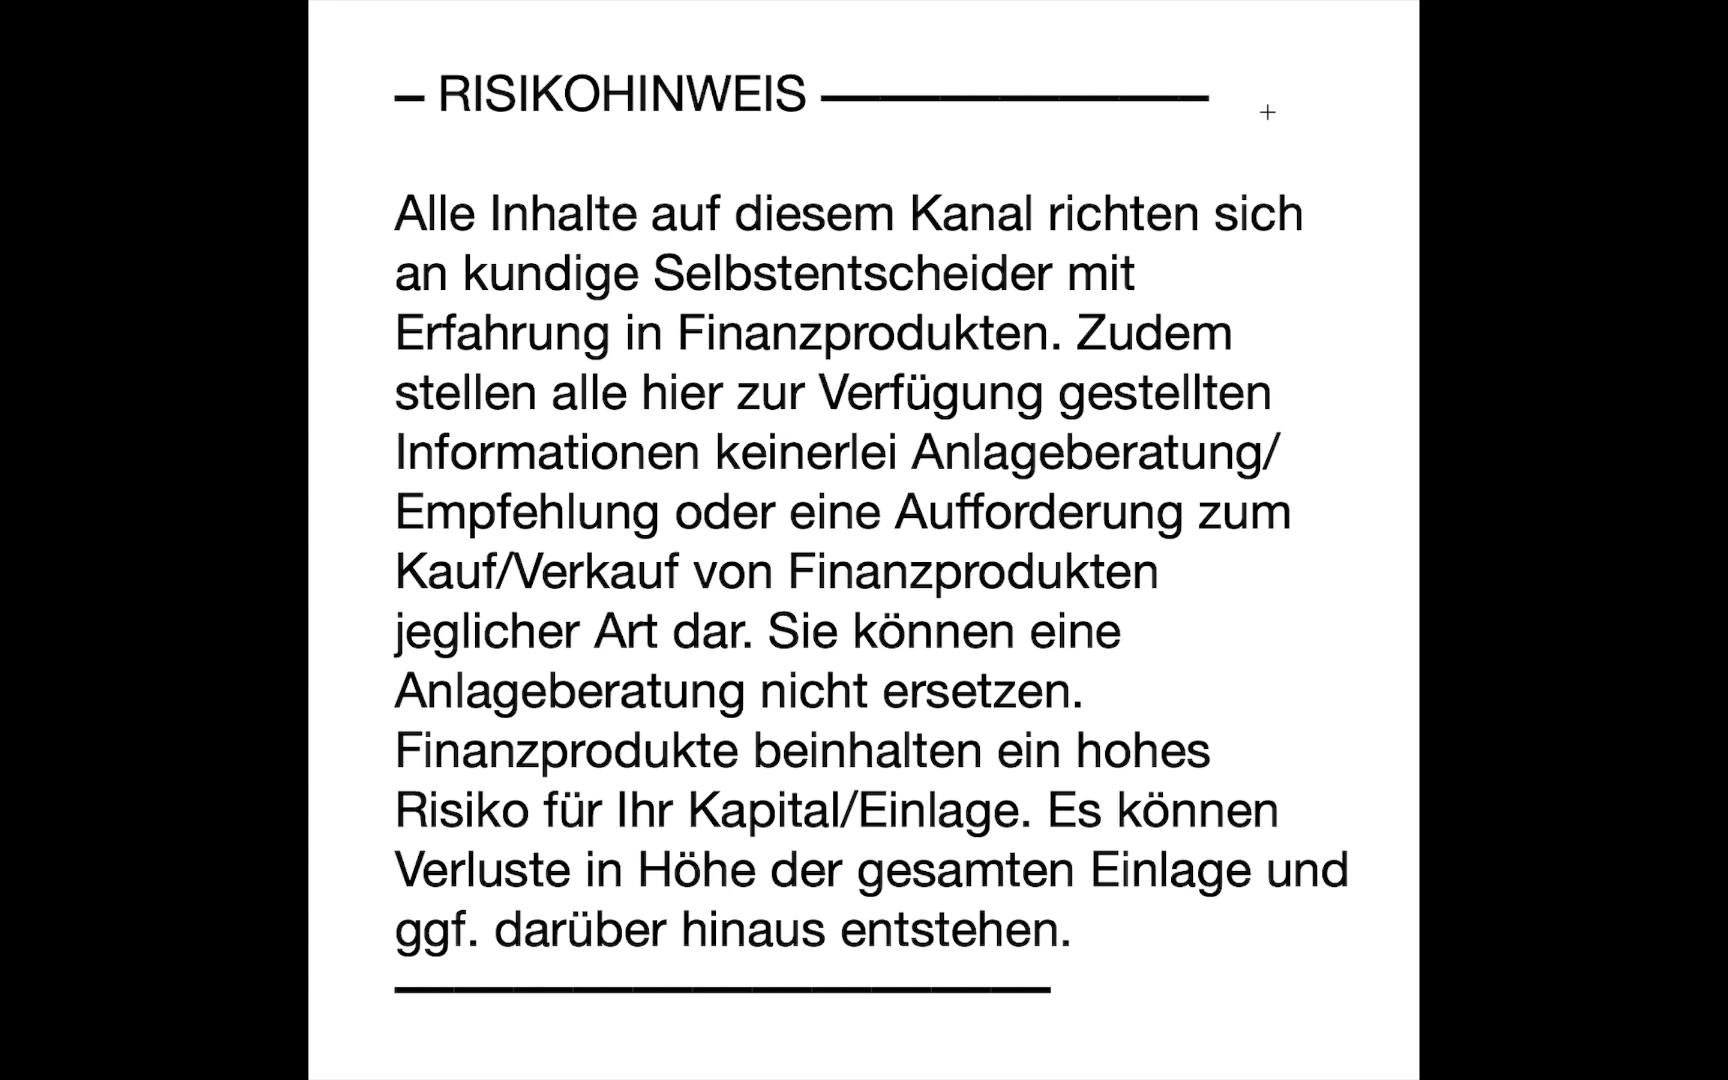 — RISIKOHINWEIS —————————————
Alle Inhalte auf diesem Kanal richten sich
an kundige Selbstentscheider mit
Erfahrung in Finanzprodukten. Zudem
stellen alle hier zur Verfügung gestellten
Informationen keinerlei Anlageberatung/
Empfehlung oder eine Aufforderung zum
Kauf/Verkauf von Finanzprodukten
jeglicher Art dar. Sie können eine
Anlageberatung nicht ersetzen.
Finanzprodukte beinhalten ein hohes
Risiko für Ihr Kapital/Einlage. Es können
Verluste in Höhe der gesamten Einlage und
ggf. darüber hinaus entstehen.